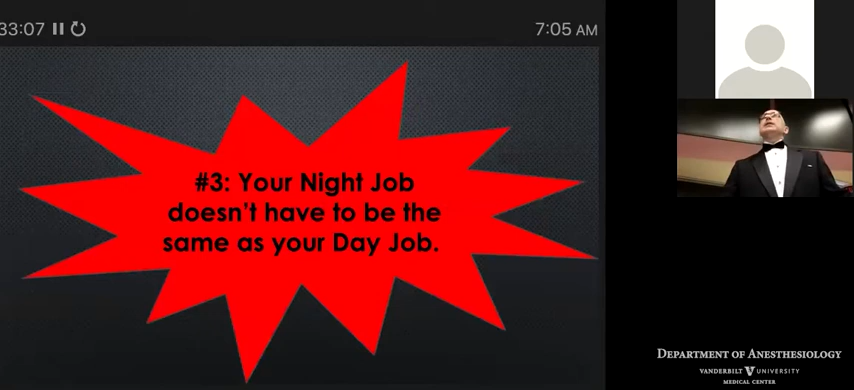 33:07
7:05 AM
#3: Your Night Job
doesn't have to be the
same as your Day Job.
DEPARTMENT OF ANESTHESIOLOGY
VANDERBILT UNIVERSITY
MEDICAL CENTER